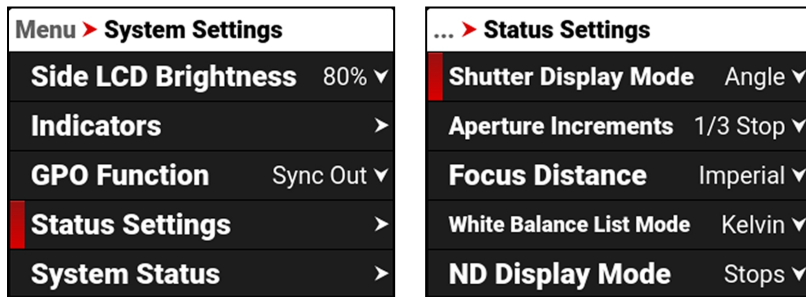 Menu > System Settings
Side LCD Brightness 80%
Indicators >
GPO Function Sync Out
Status Settings >
System Status >
... > Status Settings
Shutter Display Mode Angle
Aperture Increments 1/3 Stop
Focus Distance Imperial
White Balance List Mode Kelvin
ND Display Mode Stops